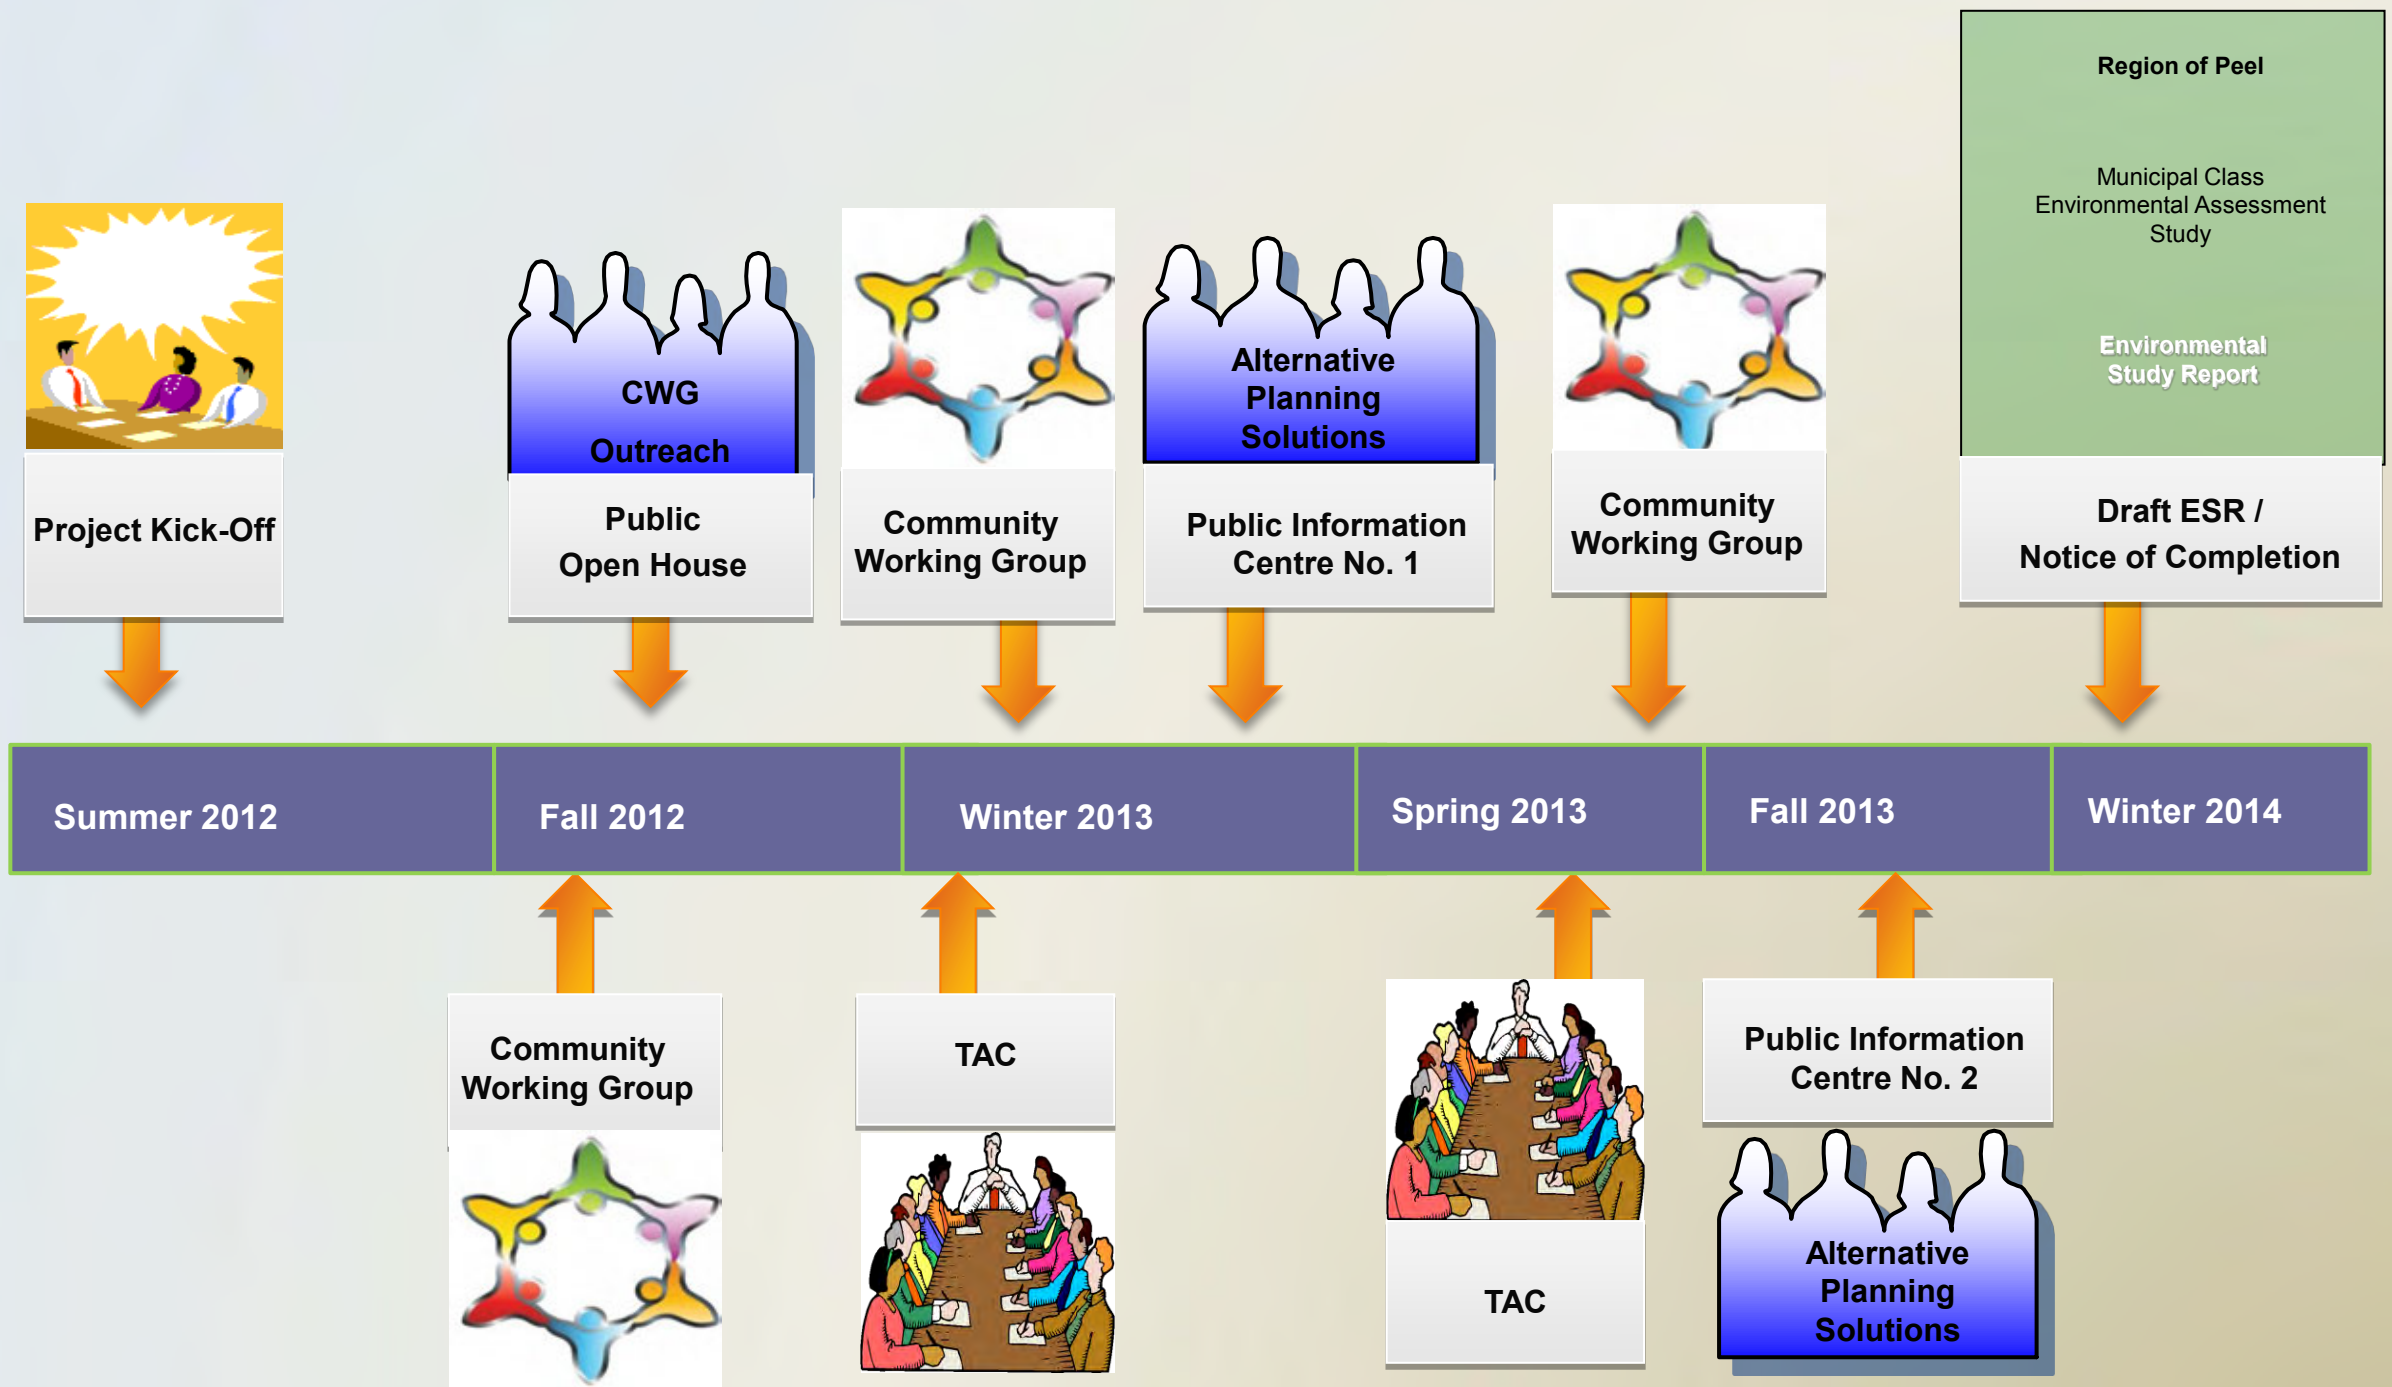 Region of Peel
Municipal Class
Environmental Assessment
Study
Environmental
Study Report
CWG
Outreach
Alternative
Planning
Solutions
Project Kick-Off
Public
Open House
Community
Working Group
Public Information
Centre No. 1
Community
Working Group
Draft ESR /
Notice of Completion
Summer 2012
Fall 2012
Winter 2013
Spring 2013
Fall 2013
Winter 2014
Community
Working Group
TAC
TAC
Public Information
Centre No. 2
Alternative
Planning
Solutions